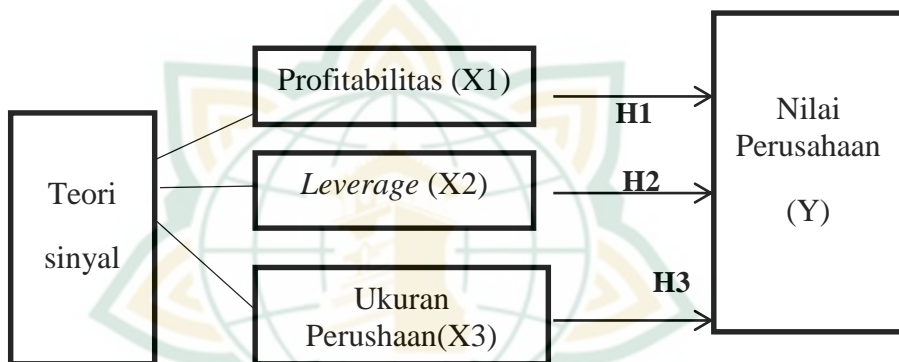 Teori
sinyal
Profitabilitas (X1)
Leverage (X2)
Ukuran
Perushaan(X3)
H1
H2
H3
Nilai
Perusahaan
(Y)